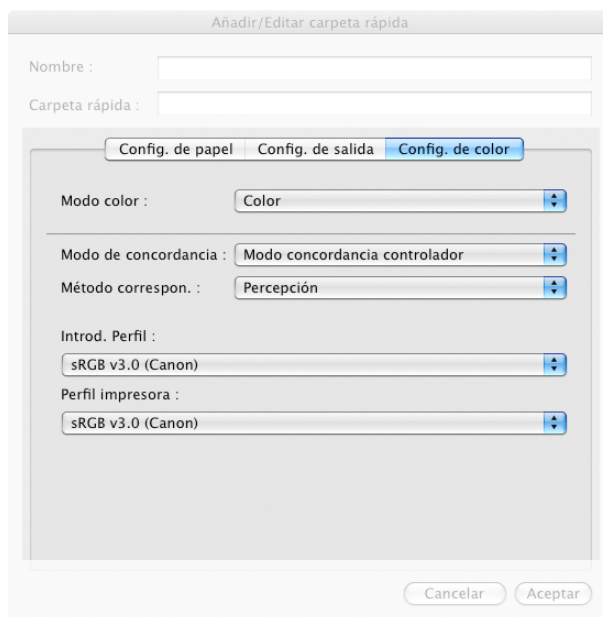 Añadir/Editar carpeta rápida
Nombre :
Carpeta rápida :
Config. de papel Config. de salida Config. de color
Modo color : Color
Modo de concordancia : Modo concordancia controlador
Método correspon. : Percepción
Introd. Perfil :
sRGB v3.0 (Canon)
Perfil impresora :
sRGB v3.0 (Canon)
Cancelar Aceptar